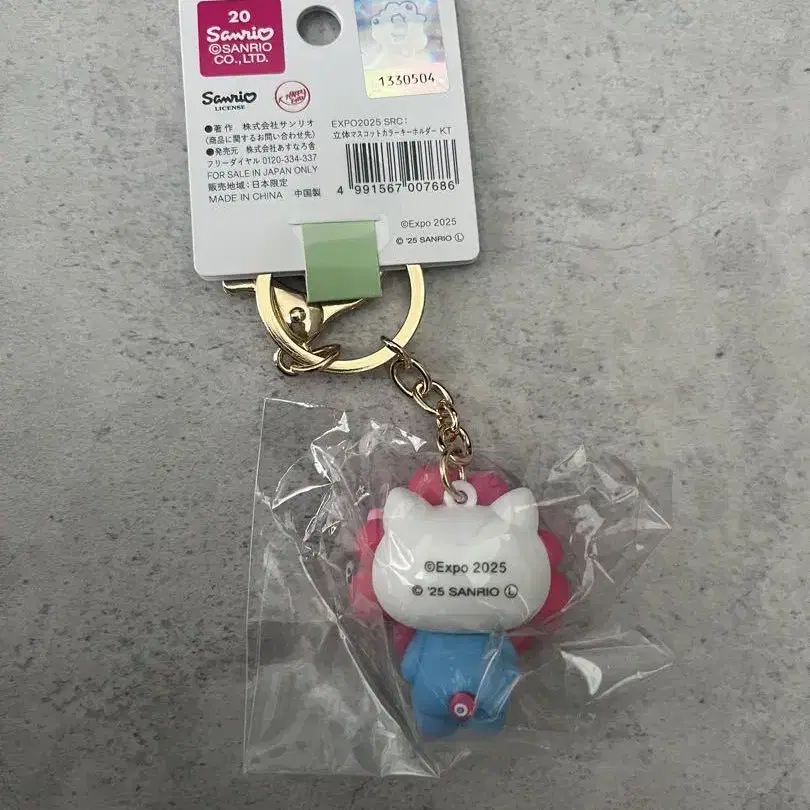 20
Sanrio
©SANRIO
CO., LTD.
1330504
Sanrio
LICENSE
EXPO2025 SRC:
立体マスコットカラーキーホルダー KT
●著作 株式会社サンリオ
(商品に関するお問い合わせ先)
●発売元 株式会社あすなろ舎
フリーダイヤル 0120-334-337
FOR SALE IN JAPAN ONLY
販売地域:日本限定
MADE IN CHINA 中国製
4 991567 007686
©Expo 2025
© '25 SANRIO Ⓛ
©Expo 2025
© '25 SANRIO Ⓛ